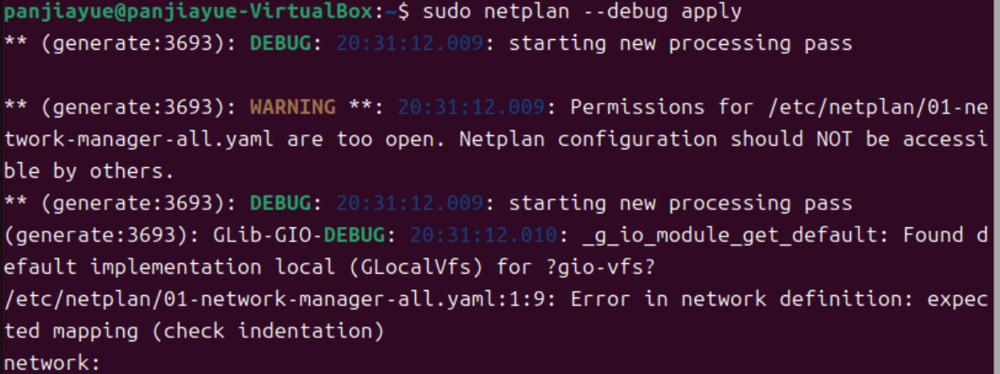 panjiayue@panjiayue-VirtualBox:~$ sudo netplan --debug apply
** (generate:3693): DEBUG: 20:31:12.009: starting new processing pass
** (generate:3693): WARNING **: 20:31:12.009: Permissions for /etc/netplan/01-ne
twork-manager-all.yaml are too open. Netplan configuration should NOT be accessi
ble by others.
** (generate:3693): DEBUG: 20:31:12.009: starting new processing pass
(generate:3693): GLib-GIO-DEBUG: 20:31:12.010: _g_io_module_get_default: Found d
efault implementation local (GLocalVfs) for ?gio-vfs?
/etc/netplan/01-network-manager-all.yaml:1:9: Error in network definition: expec
ted mapping (check indentation)
network: